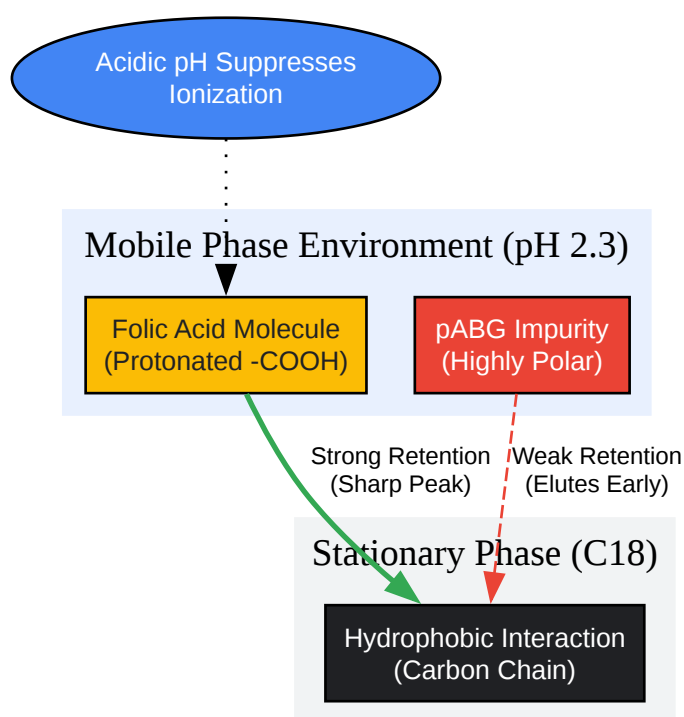 Acidic pH Suppresses
Ionization
Mobile Phase Environment (pH 2.3)
Folic Acid Molecule
(Protonated -COOH)
pABG Impurity
(Highly Polar)
Strong Retention
(Sharp Peak)
Weak Retention
(Elutes Early)
Stationary Phase (C18)
Hydrophobic Interaction
(Carbon Chain)